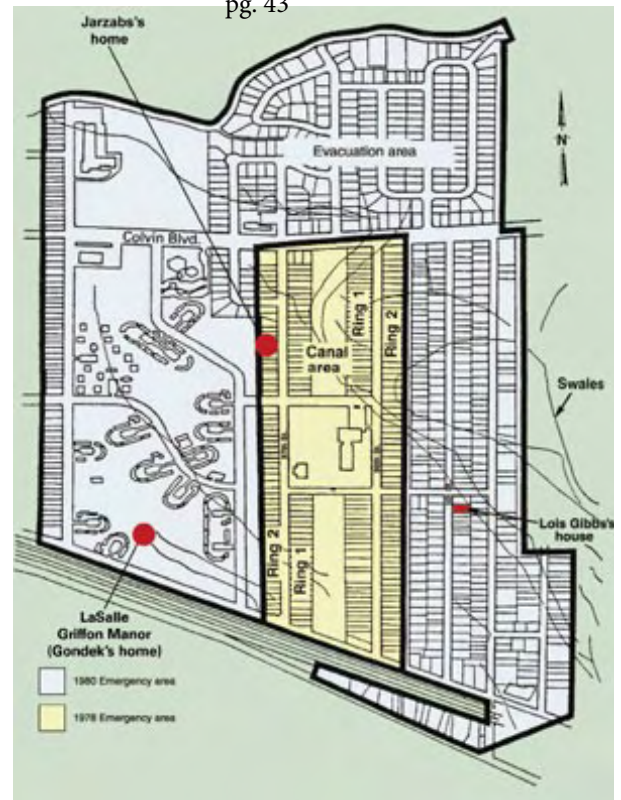 pg. 43
Jarzabs's
home
Evacuation area
N
Colvin Blvd.
Ring 1
Ring 2
Canal
area
Swales
Lois Gibbs's
house
Ring 2
Ring 1
LaSalle
Griffon Manor
(Gondek's home)
1980 Emergency area
1978 Emergency area